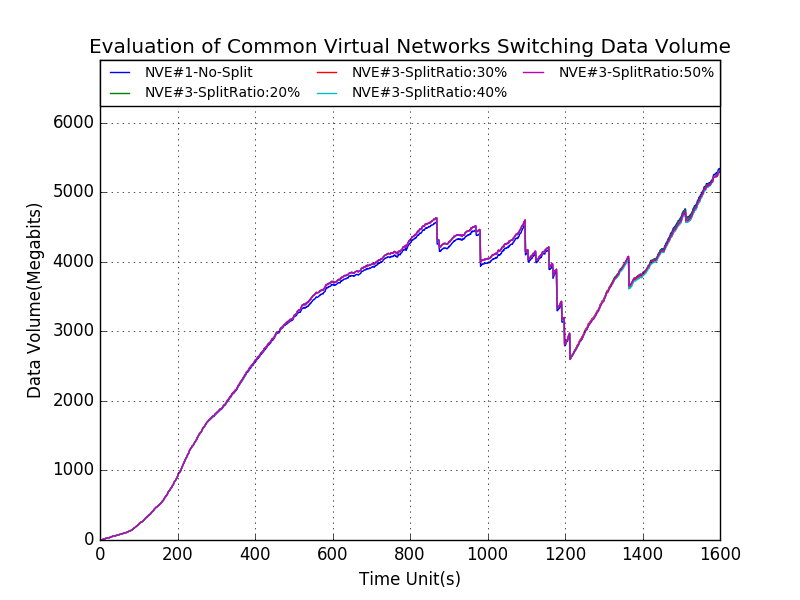 Evaluation of Common Virtual Networks Switching Data Volume
NVE#1-No-Split NVE#3-SplitRatio:30% NVE#3-SplitRatio:50%
NVE#3-SplitRatio:20% NVE#3-SplitRatio:40%
6000
5000
4000
3000
2000
1000
0
Data Volume(Megabits)
0 200 400 600 800 1000 1200 1400 1600
Time Unit(s)